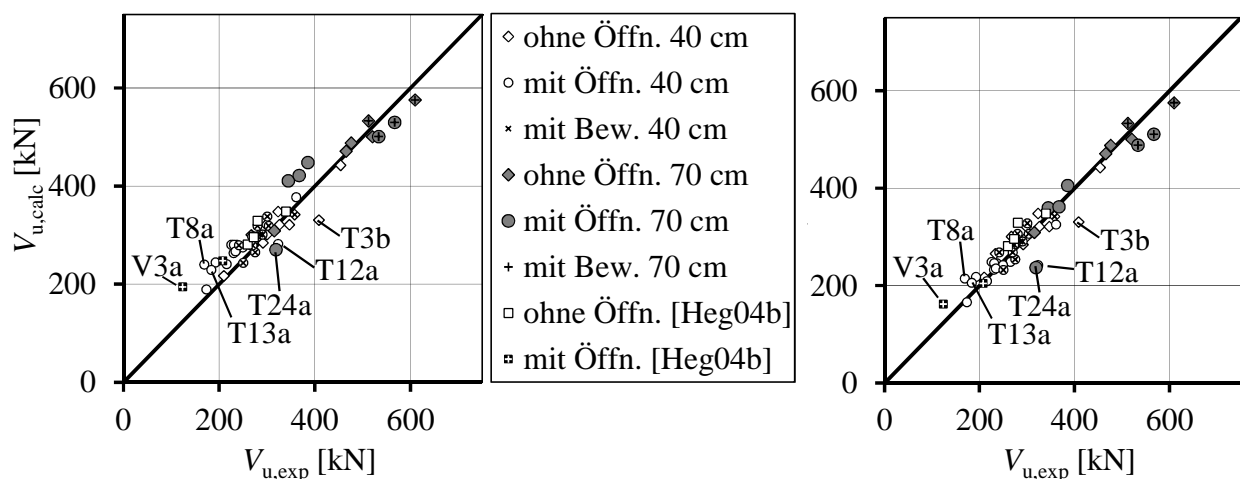 600
400
200
0
V u,calc [kN]
0 200 400 600
V u,exp [kN]
T8a
V3a
T13a
T24a
T12a
T3b
ohne Öffn. 40 cm
mit Öffn. 40 cm
mit Bew. 40 cm
ohne Öffn. 70 cm
mit Öffn. 70 cm
mit Bew. 70 cm
ohne Öffn. [Heg04b]
mit Öffn. [Heg04b]
600
400
200
0
0 200 400 600
V u,exp [kN]
T8a
V3a
T13a
T24a
T12a
T3b